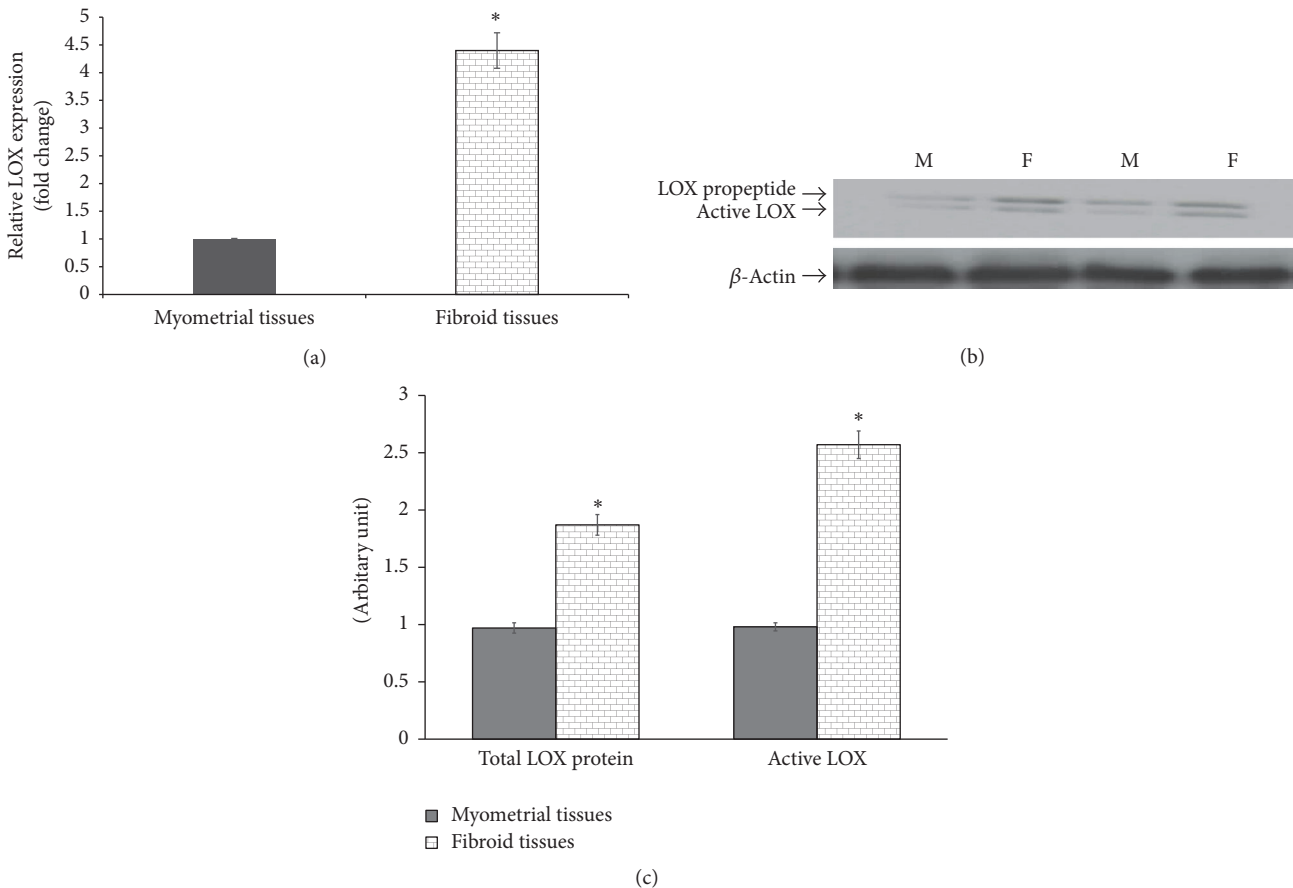 5
4.5
4
3.5
3
2.5
2
1.5
1
0.5
0
Relative LOX expression
(fold change)
*
Myometrial tissues
Fibroid tissues
(a)
M F M F
LOX propeptide
Active LOX
β-Actin
(b)
3
2.5
2
1.5
1
0.5
0
(Arbitary unit)
*
*
Total LOX protein
Active LOX
Myometrial tissues
Fibroid tissues
(c)